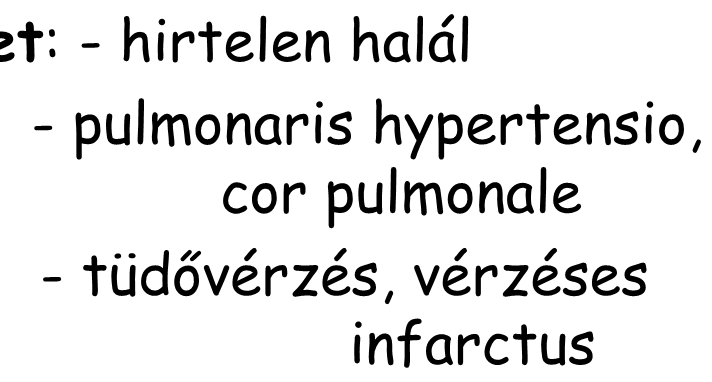 et: - hirtelen halál
- pulmonaris hypertensio,
cor pulmonale
- tüdővérzés, vérzéses
infarctus